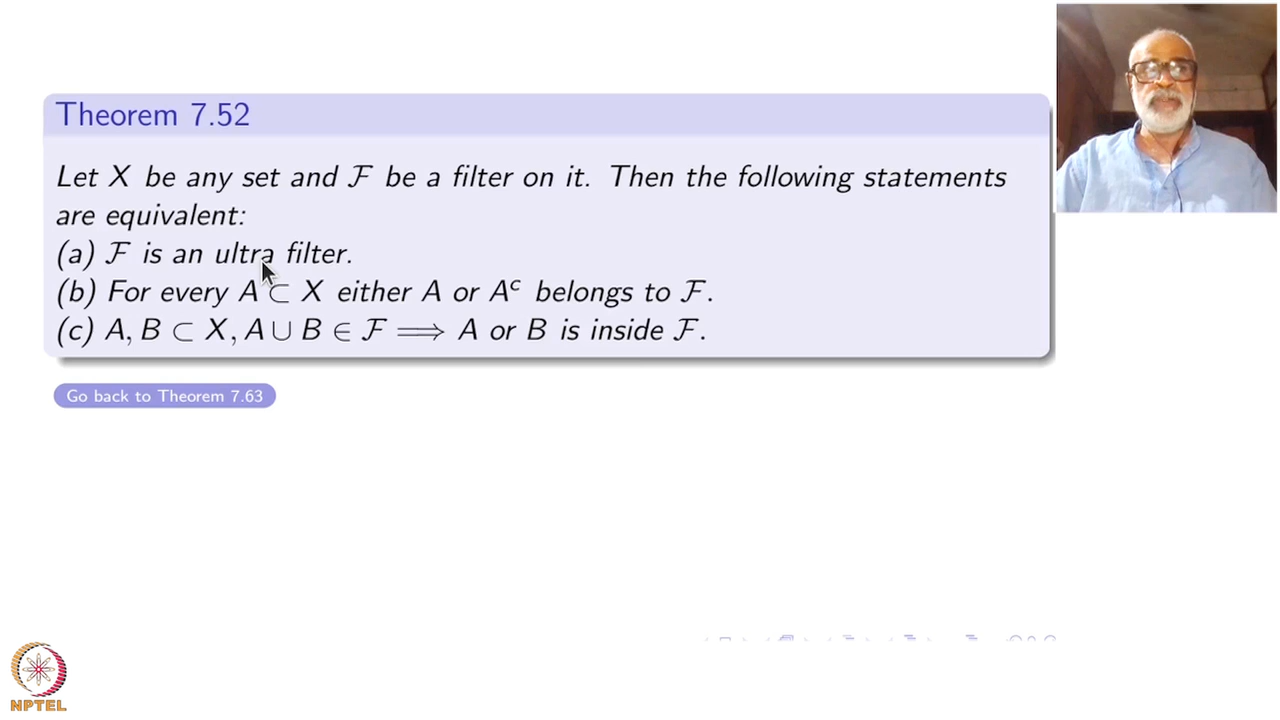 Theorem 7.52
Let X be any set and ℱ be a filter on it. Then the following statements
are equivalent:
(a) ℱ is an ultra filter.
(b) For every A ⊂ X either A or Aᶜ belongs to ℱ.
(c) A, B ⊂ X, A ∪ B ∈ ℱ ⟹ A or B is inside ℱ.
Go back to Theorem 7.63
NPTEL